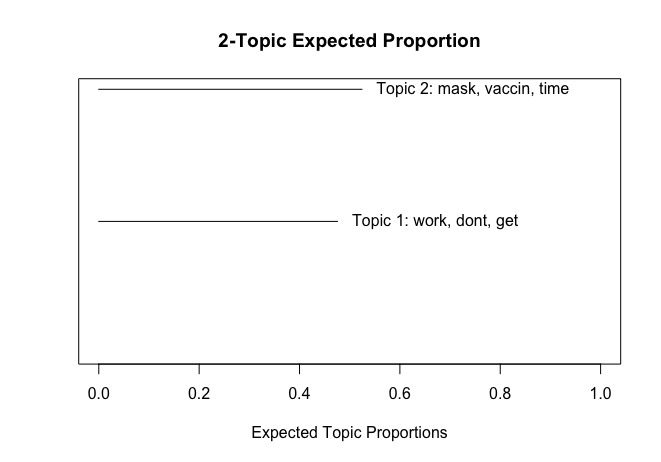 2-Topic Expected Proportion
Topic 2: mask, vaccin, time
Topic 1: work, dont, get
0.0 0.2 0.4 0.6 0.8 1.0
Expected Topic Proportions